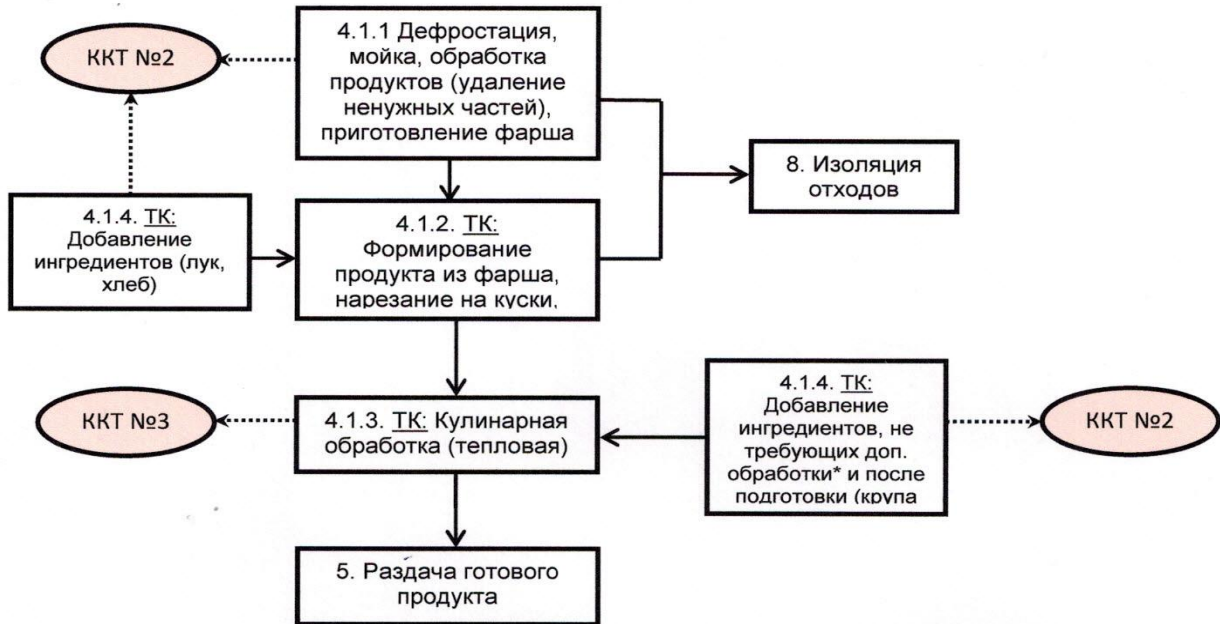 4.1.1 Дефростация,
мойка, обработка
продуктов (удаление
ненужных частей),
приготовление фарша
ККТ №2
8. Изоляция
отходов
4.1.4. ТК:
Добавление
ингредиентов (лук,
хлеб)
4.1.2. ТК:
Формирование
продукта из фарша,
нарезание на куски,
ККТ №3
4.1.3. ТК: Кулинарная
обработка (тепловая)
4.1.4. ТК:
Добавление
ингредиентов, не
требующих доп.
обработки* и после
подготовки (крупа
ККТ №2
5. Раздача готового
продукта